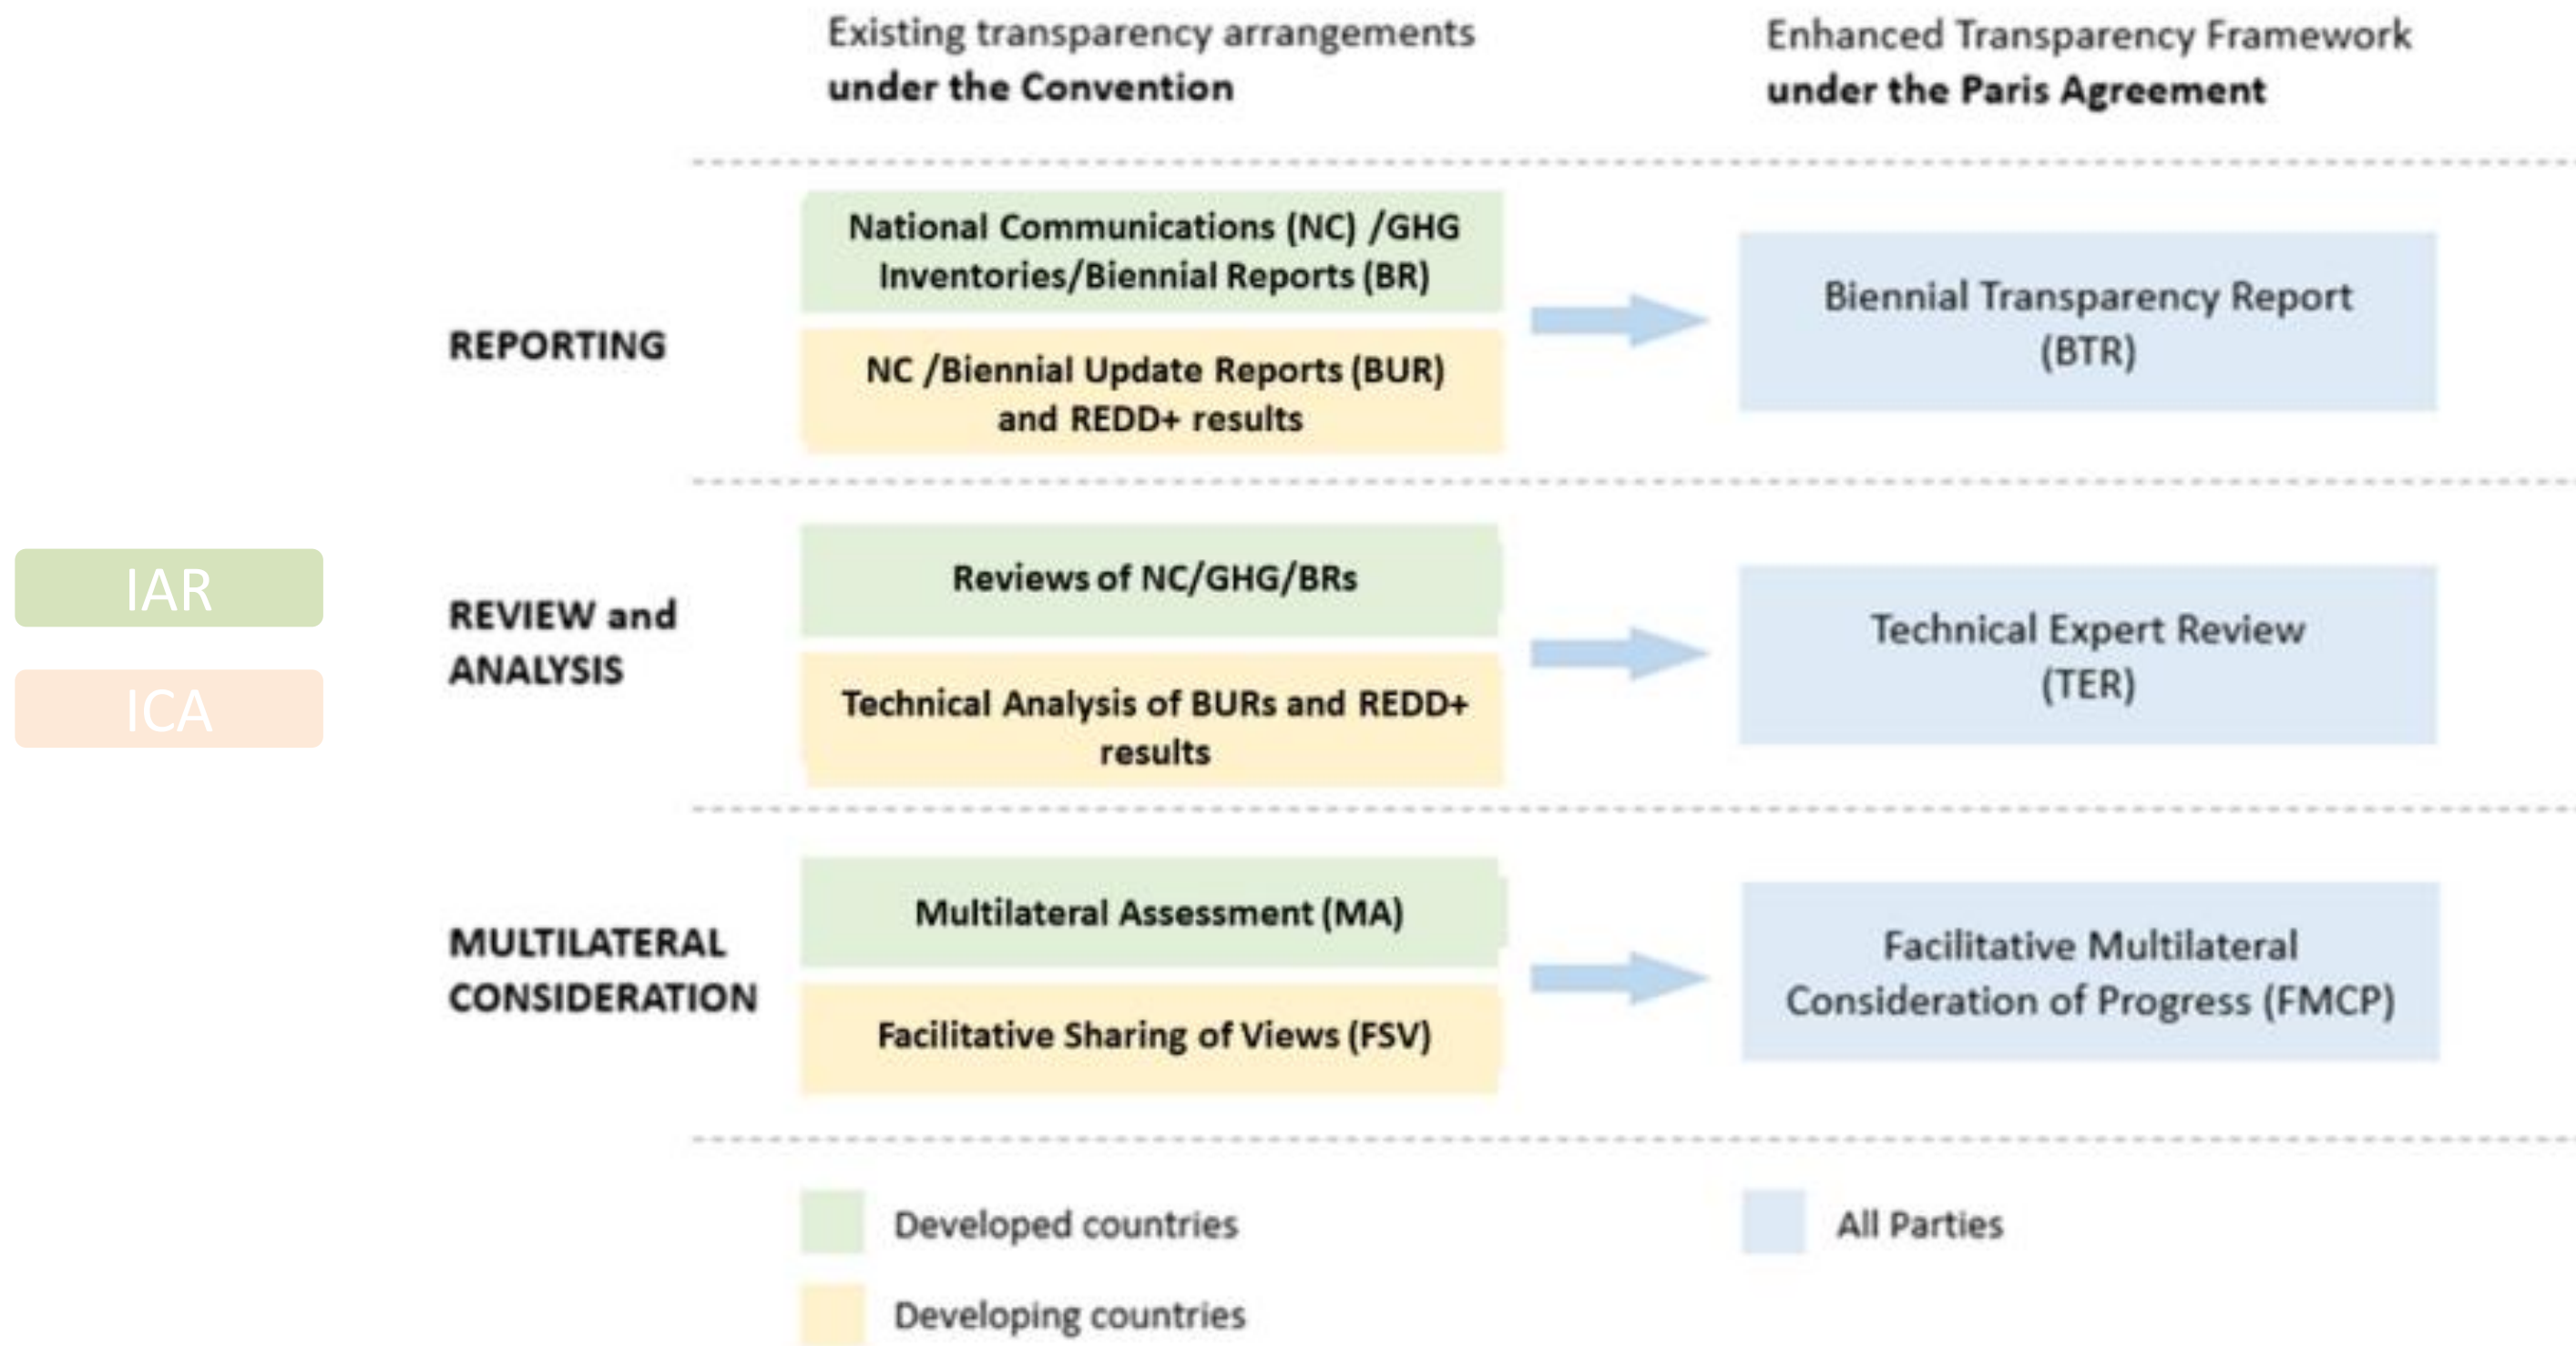 Existing transparency arrangements
under the Convention
Enhanced Transparency Framework
under the Paris Agreement
REPORTING
National Communications (NC) /GHG
Inventories/Biennial Reports (BR)
NC /Biennial Update Reports (BUR)
and REDD+ results
Biennial Transparency Report
(BTR)
IAR
ICA
REVIEW and
ANALYSIS
Reviews of NC/GHG/BRs
Technical Analysis of BURs and REDD+
results
Technical Expert Review
(TER)
MULTILATERAL
CONSIDERATION
Multilateral Assessment (MA)
Facilitative Sharing of Views (FSV)
Facilitative Multilateral
Consideration of Progress (FMCP)
Developed countries
All Parties
Developing countries